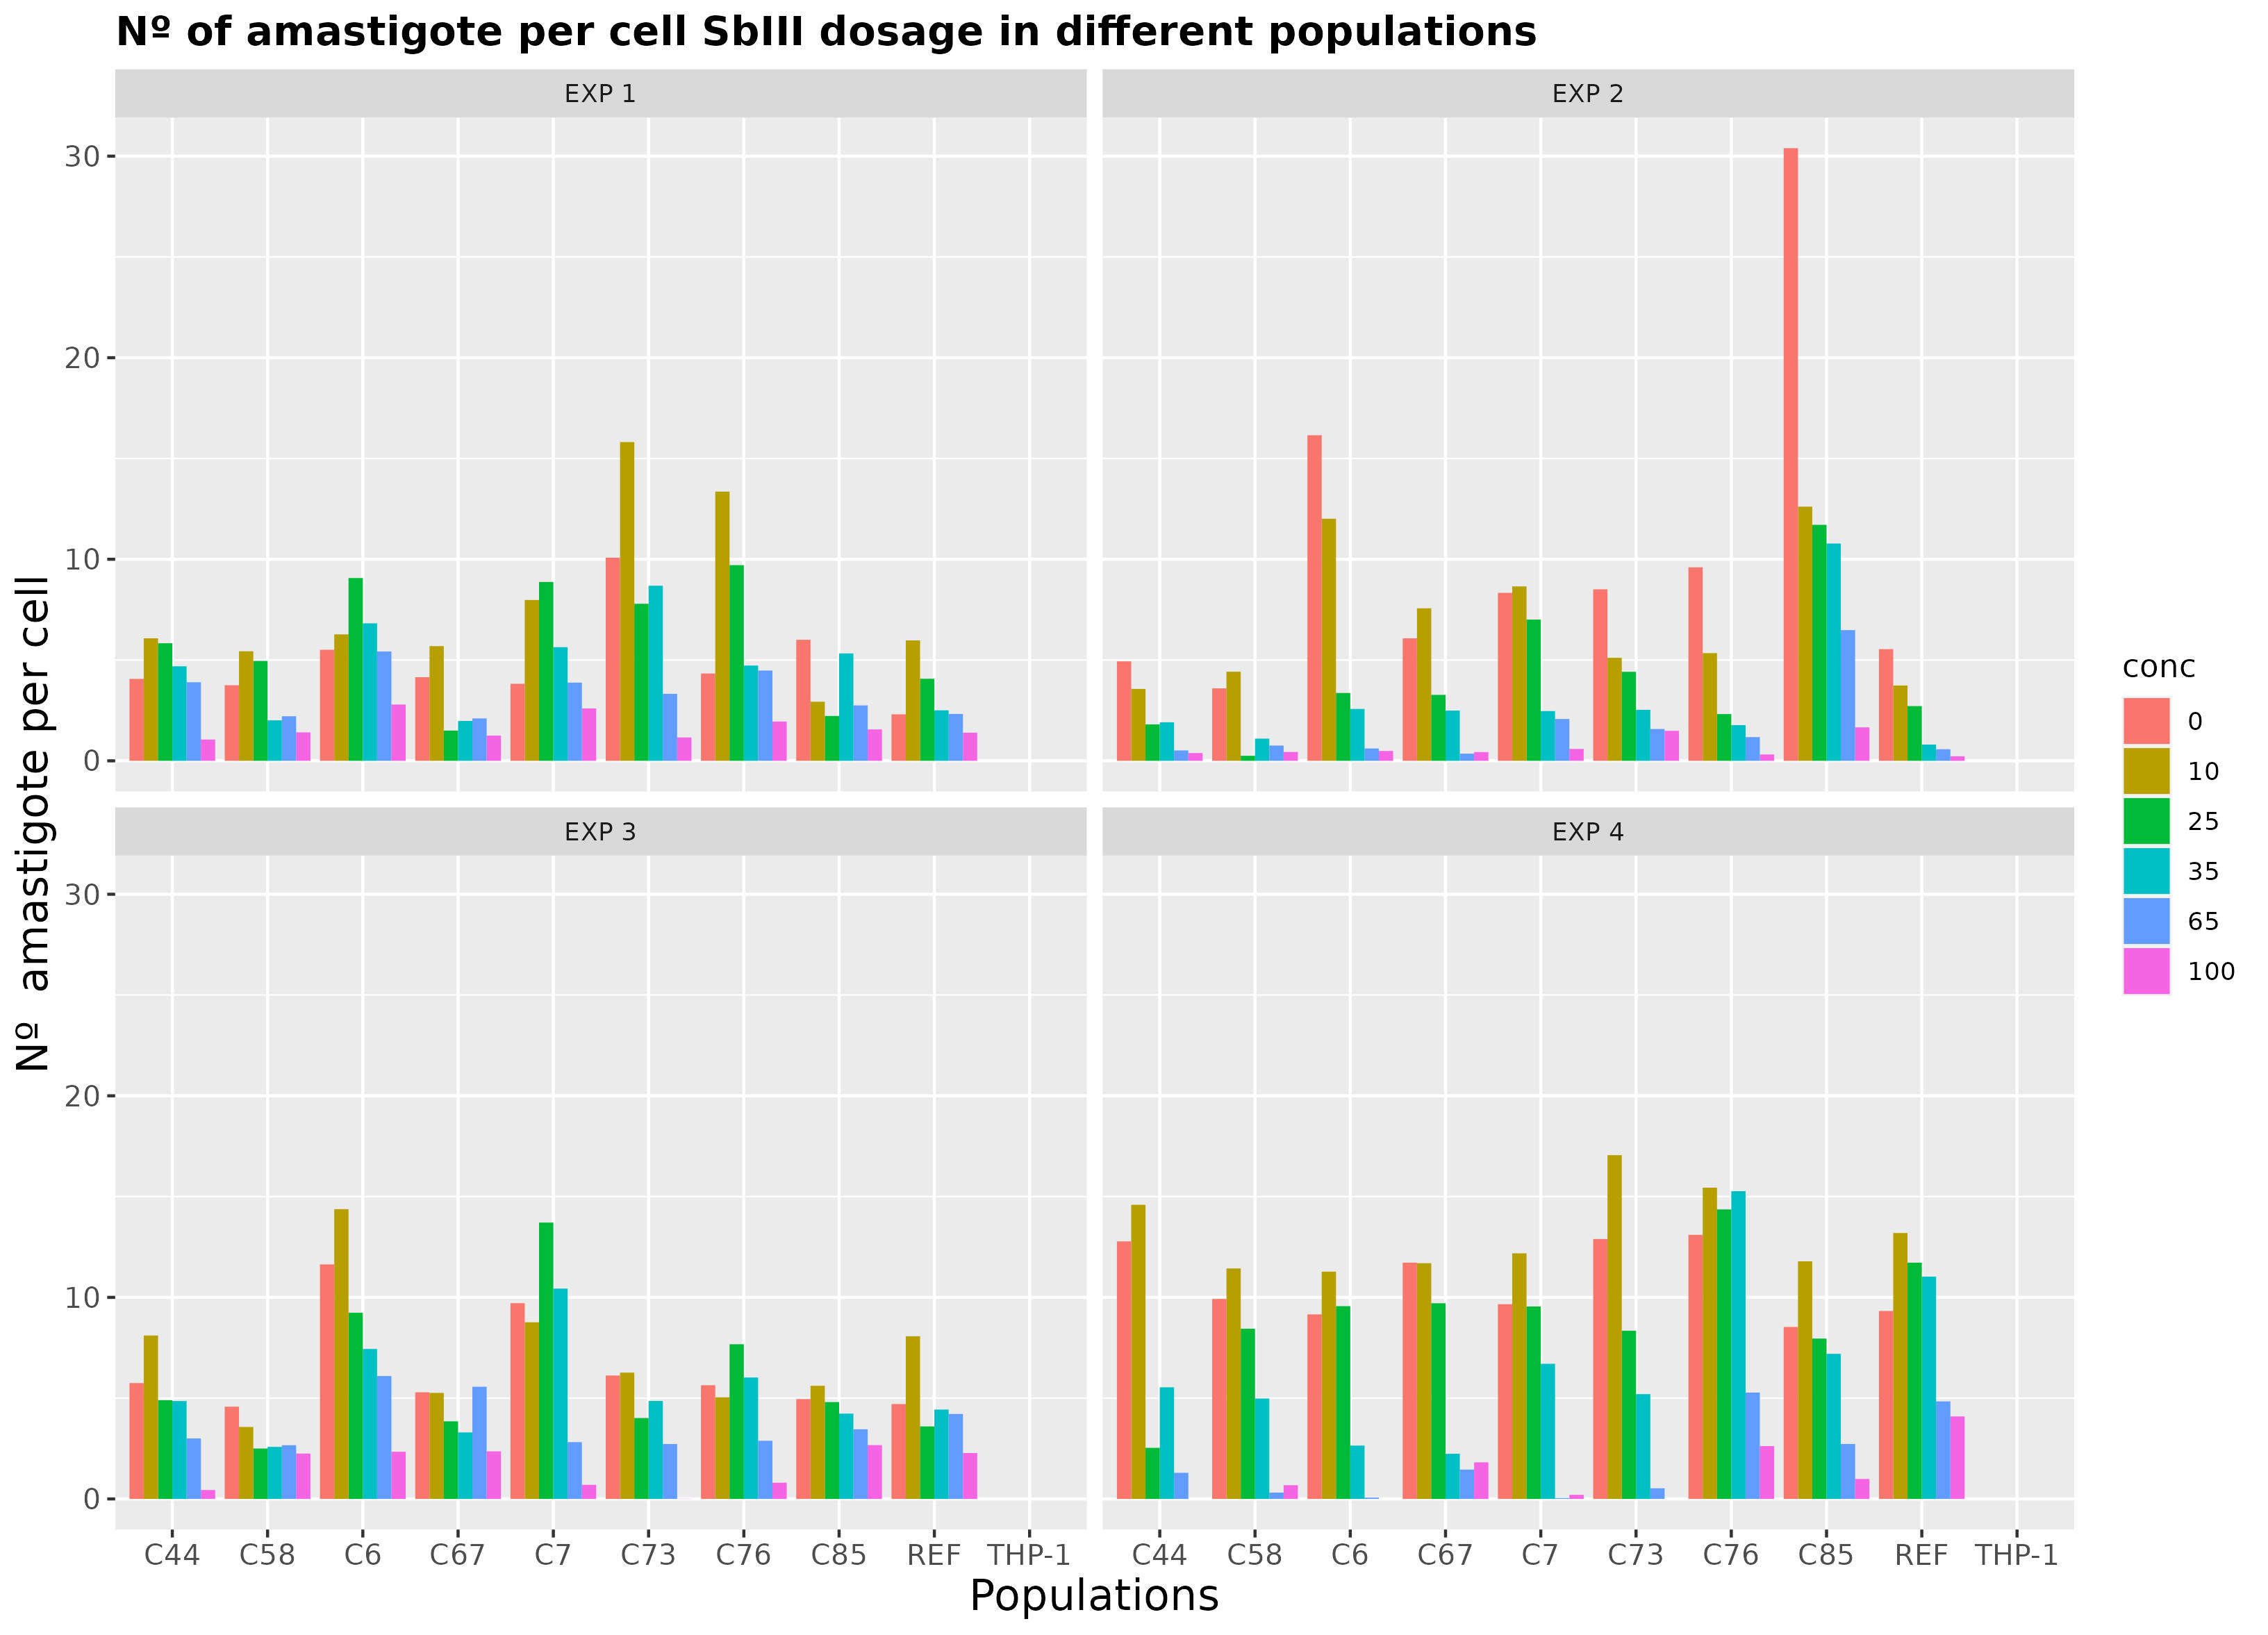 Nº of amastigote per cell SbIII dosage in different populations
EXP 1
EXP 2
30
20
10
0
EXP 3
EXP 4
30
20
10
0
C44 C58 C6 C67 C7 C73 C76 C85 REF THP-1
C44 C58 C6 C67 C7 C73 C76 C85 REF THP-1
Populations
Nº amastigote per cell
conc
0
10
25
35
65
100